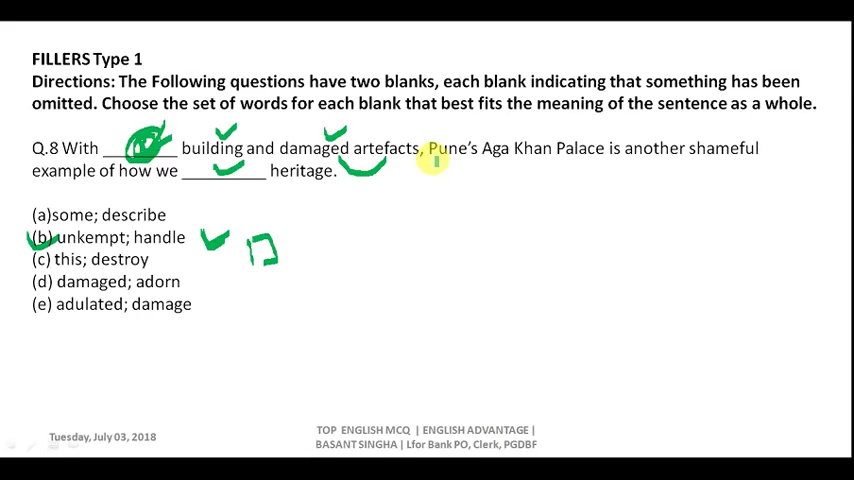 FILLERS Type 1
Directions: The Following questions have two blanks, each blank indicating that something has been
omitted. Choose the set of words for each blank that best fits the meaning of the sentence as a whole.
Q.8 With ________ building and damaged artefacts, Pune's Aga Khan Palace is another shameful
example of how we _________ heritage.
(a)some; describe
(b) unkempt; handle
(c) this; destroy
(d) damaged; adorn
(e) adulated; damage
Tuesday, July 03, 2018
TOP ENGLISH MCQ | ENGLISH ADVANTAGE |
BASANT SINGHA | Lfor Bank PO, Clerk, PGDBF